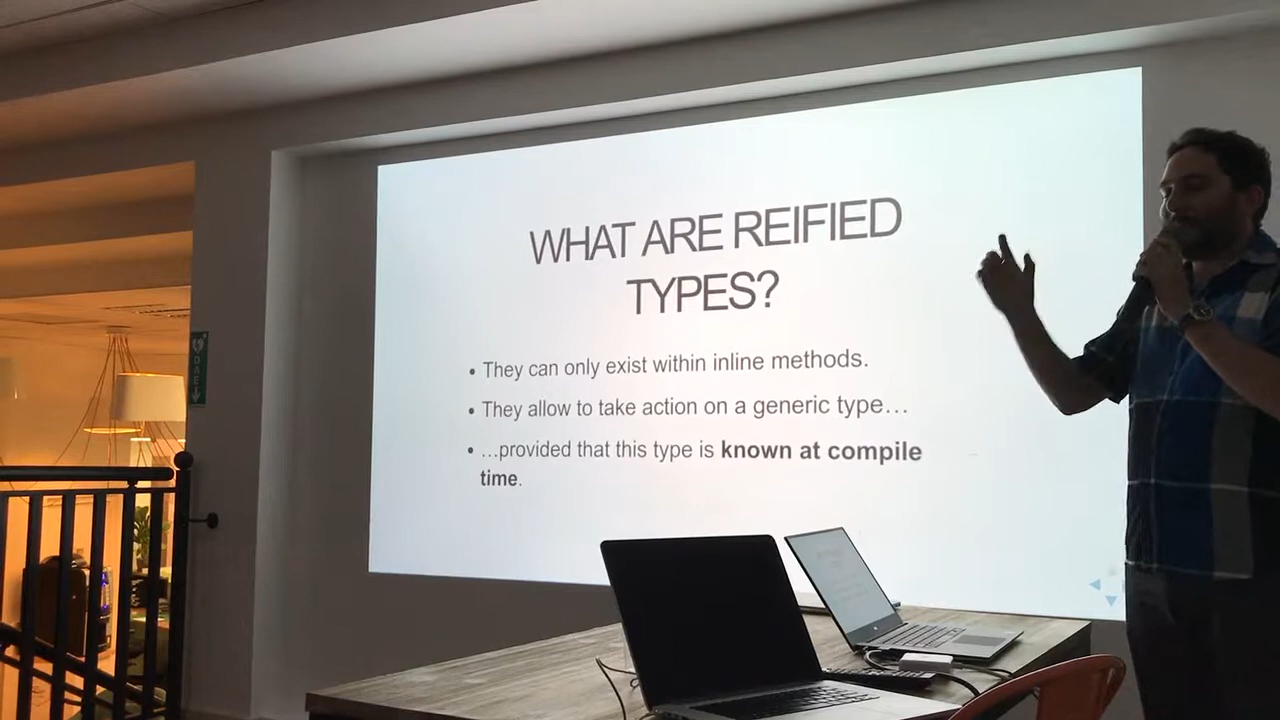 WHAT ARE REIFIED
TYPES?
• They can only exist within inline methods.
• They allow to take action on a generic type…
• …provided that this type is known at compile
time.
DAE